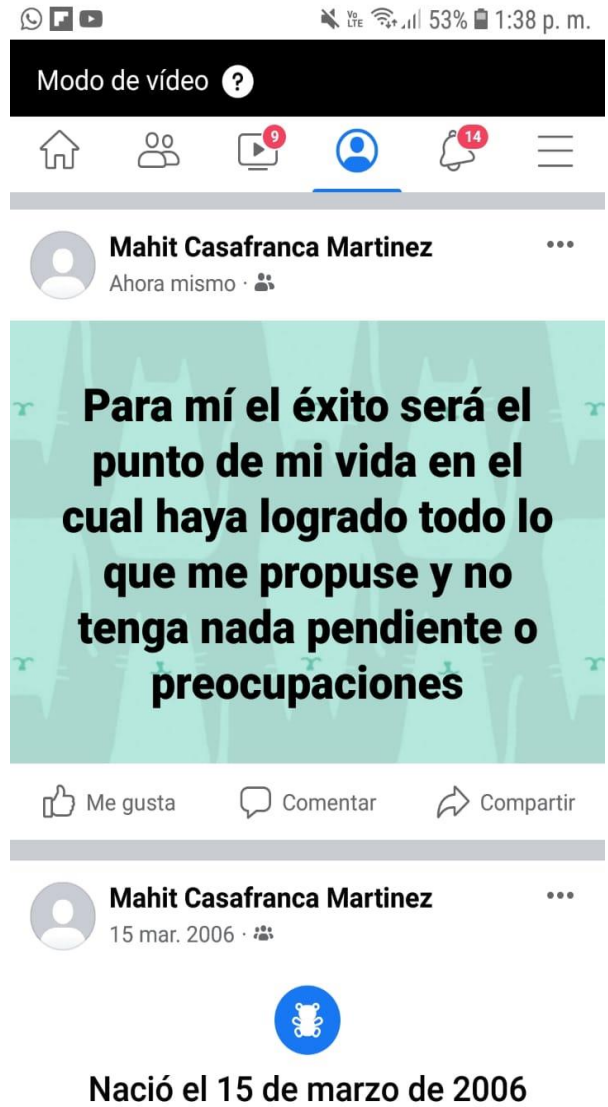 Vo LTE 53% 1:38 p. m.
Modo de vídeo ?
9 14
Mahit Casafranca Martinez
Ahora mismo ·
Para mí el éxito será el
punto de mi vida en el
cual haya logrado todo lo
que me propuse y no
tenga nada pendiente o
preocupaciones
Me gusta Comentar Compartir
Mahit Casafranca Martinez
15 mar. 2006 ·
Nació el 15 de marzo de 2006